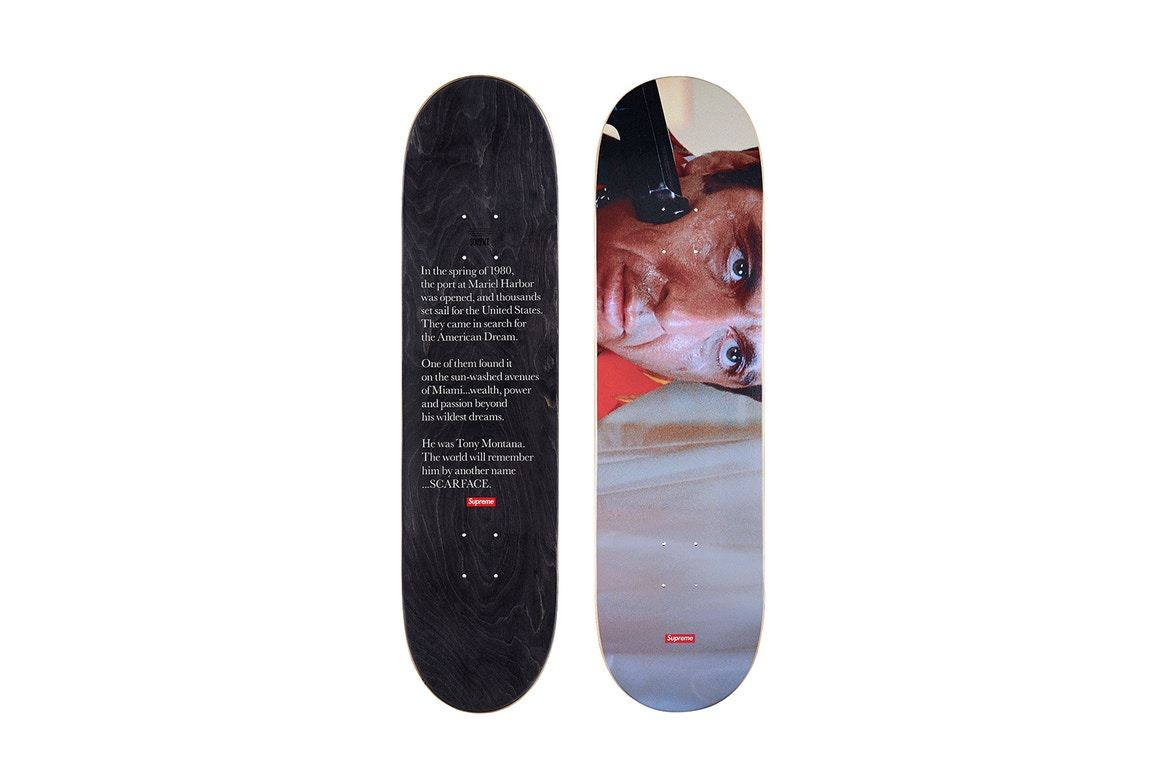 In the spring of 1980,
the port at Mariel Harbor
was opened, and thousands
set sail for the United States.
They came in search for
the American Dream.
One of them found it
on the sun-washed avenues
of Miami...wealth, power
and passion beyond
his wildest dreams.
He was Tony Montana.
The world will remember
him by another name
...SCARFACE.
Supreme
Supreme